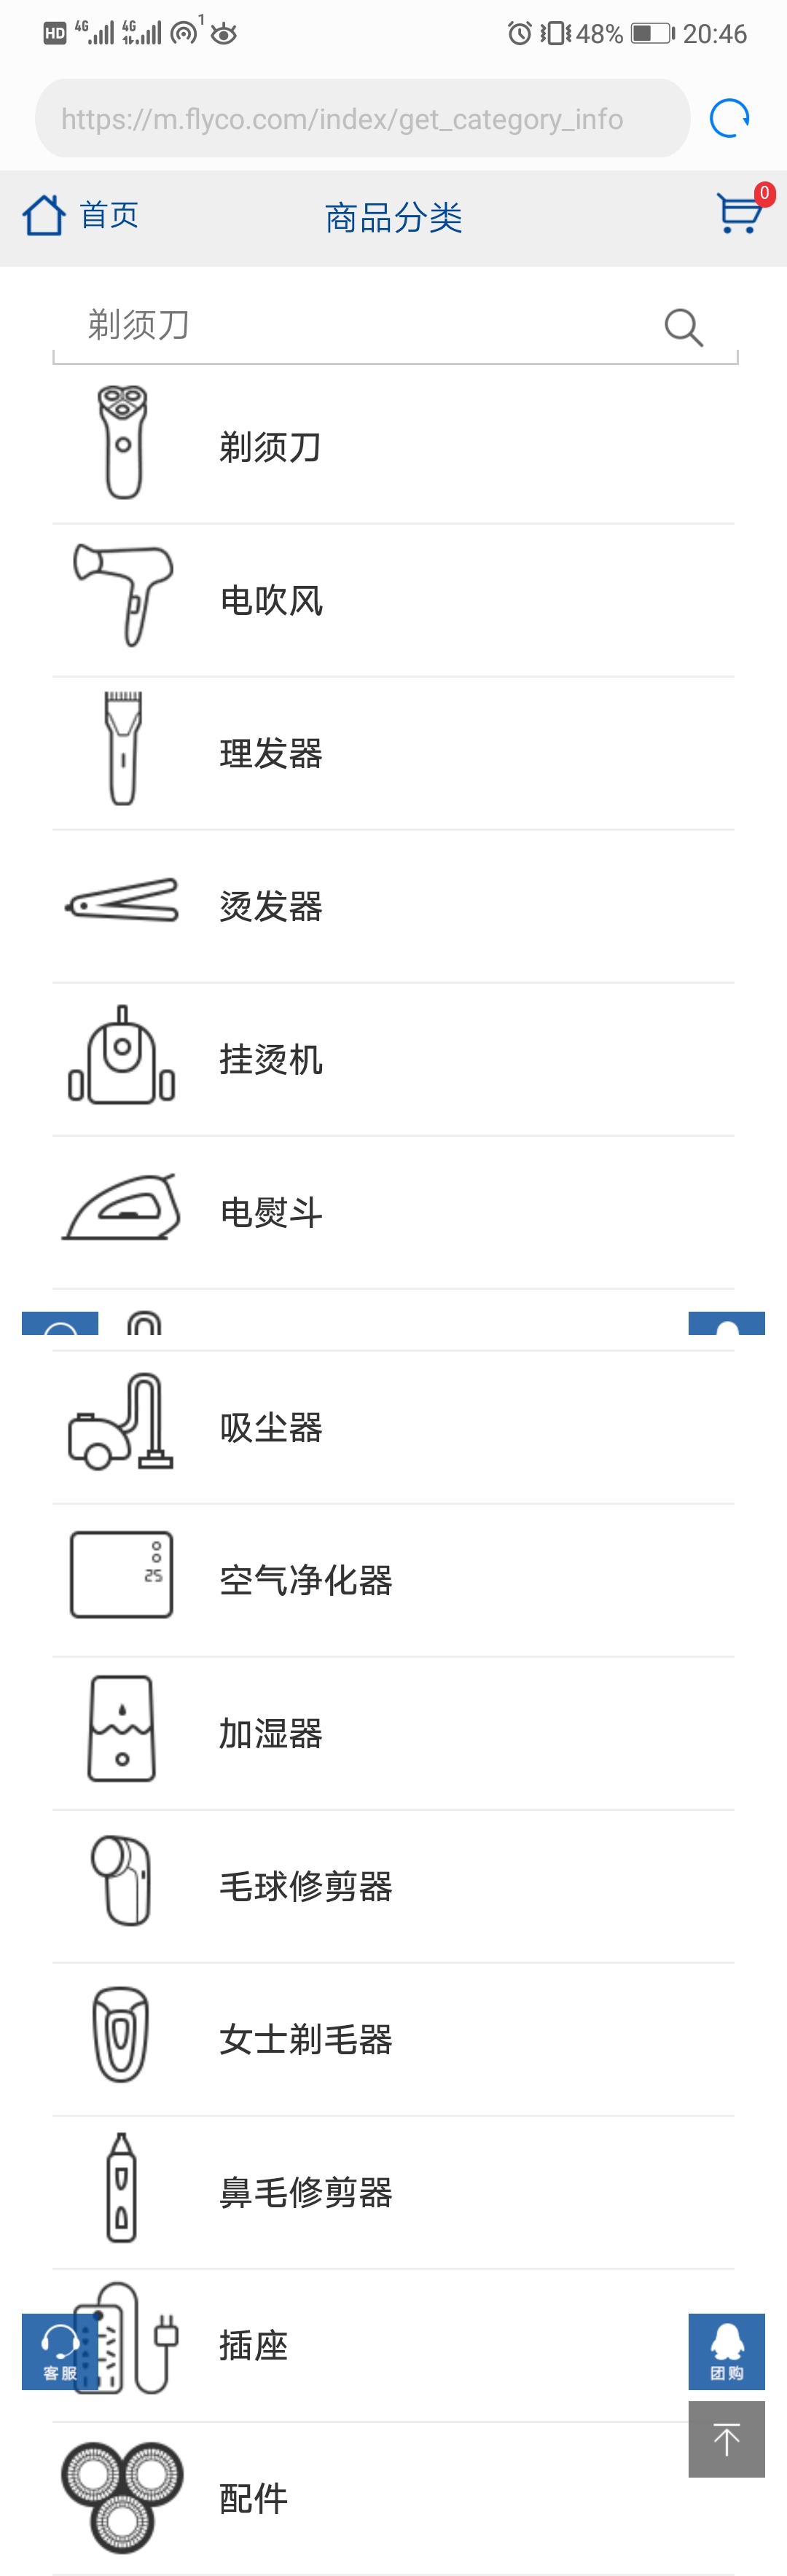 HD 4G 4G 1 48% 20:46
https://m.flyco.com/index/get_category_info
首页 商品分类 0
剃须刀
剃须刀
电吹风
理发器
烫发器
挂烫机
电熨斗
吸尘器
25
空气净化器
加湿器
毛球修剪器
女士剃毛器
鼻毛修剪器
插座
客服 团购
配件